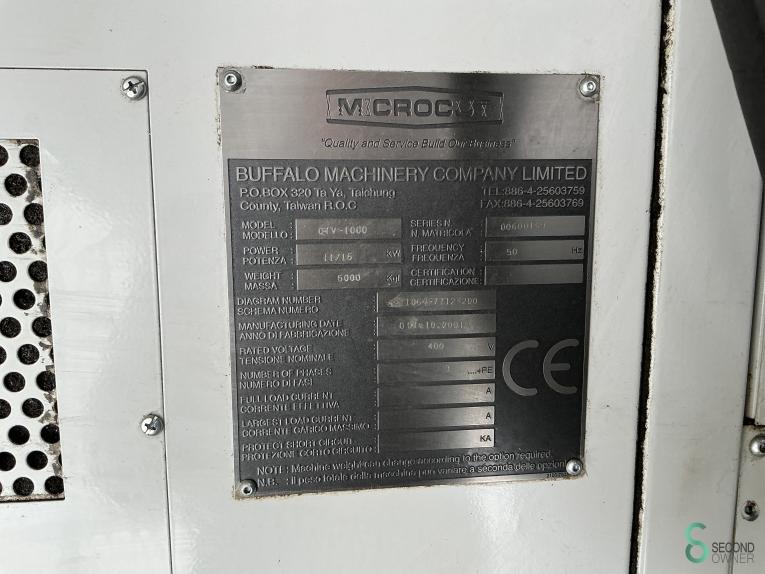 MICROCUT
"Quality and Service Build Our Business"
BUFFALO MACHINERY COMPANY LIMITED
P.O.BOX 320 Ta Ya, Taichung TEL:886-4-25603759
County, Taiwan R.O.C FAX:886-4-25603769
MODEL SERIES N.
MODELLO : N. MATRICOLA :
POWER 11/15 KW FREQUENCY 50 Hz
POTENZA : FREQUENZA :
WEIGHT 5000 Kgf CERTIFICATION
MASSA : CERTIFICAZIONE:
DIAGRAM NUMBER
SCHEMA NUMERO :
MANUFACTURING DATE
ANNO DI FABBRICAZIONE :
RATED VOLTAGE 400 V
TENSIONE NOMINALE :
NUMBER OF PHASES ....+PE
NUMERO DI FASI :
FULL LOAD CURRENT A
CORRENTE EFFETTIVA :
LARGEST LOAD CURRENT A
CORRENTE CARICO MASSIMO :
PROTECT SHORT CIRCUIT KA
PROTEZIONE CORTO CIRCUITO :
CE
NOTE : Machine weight can change according to the option required.
N.B. : Il peso totale della macchina puo variare a seconda delle opzioni
SECOND
OWNER